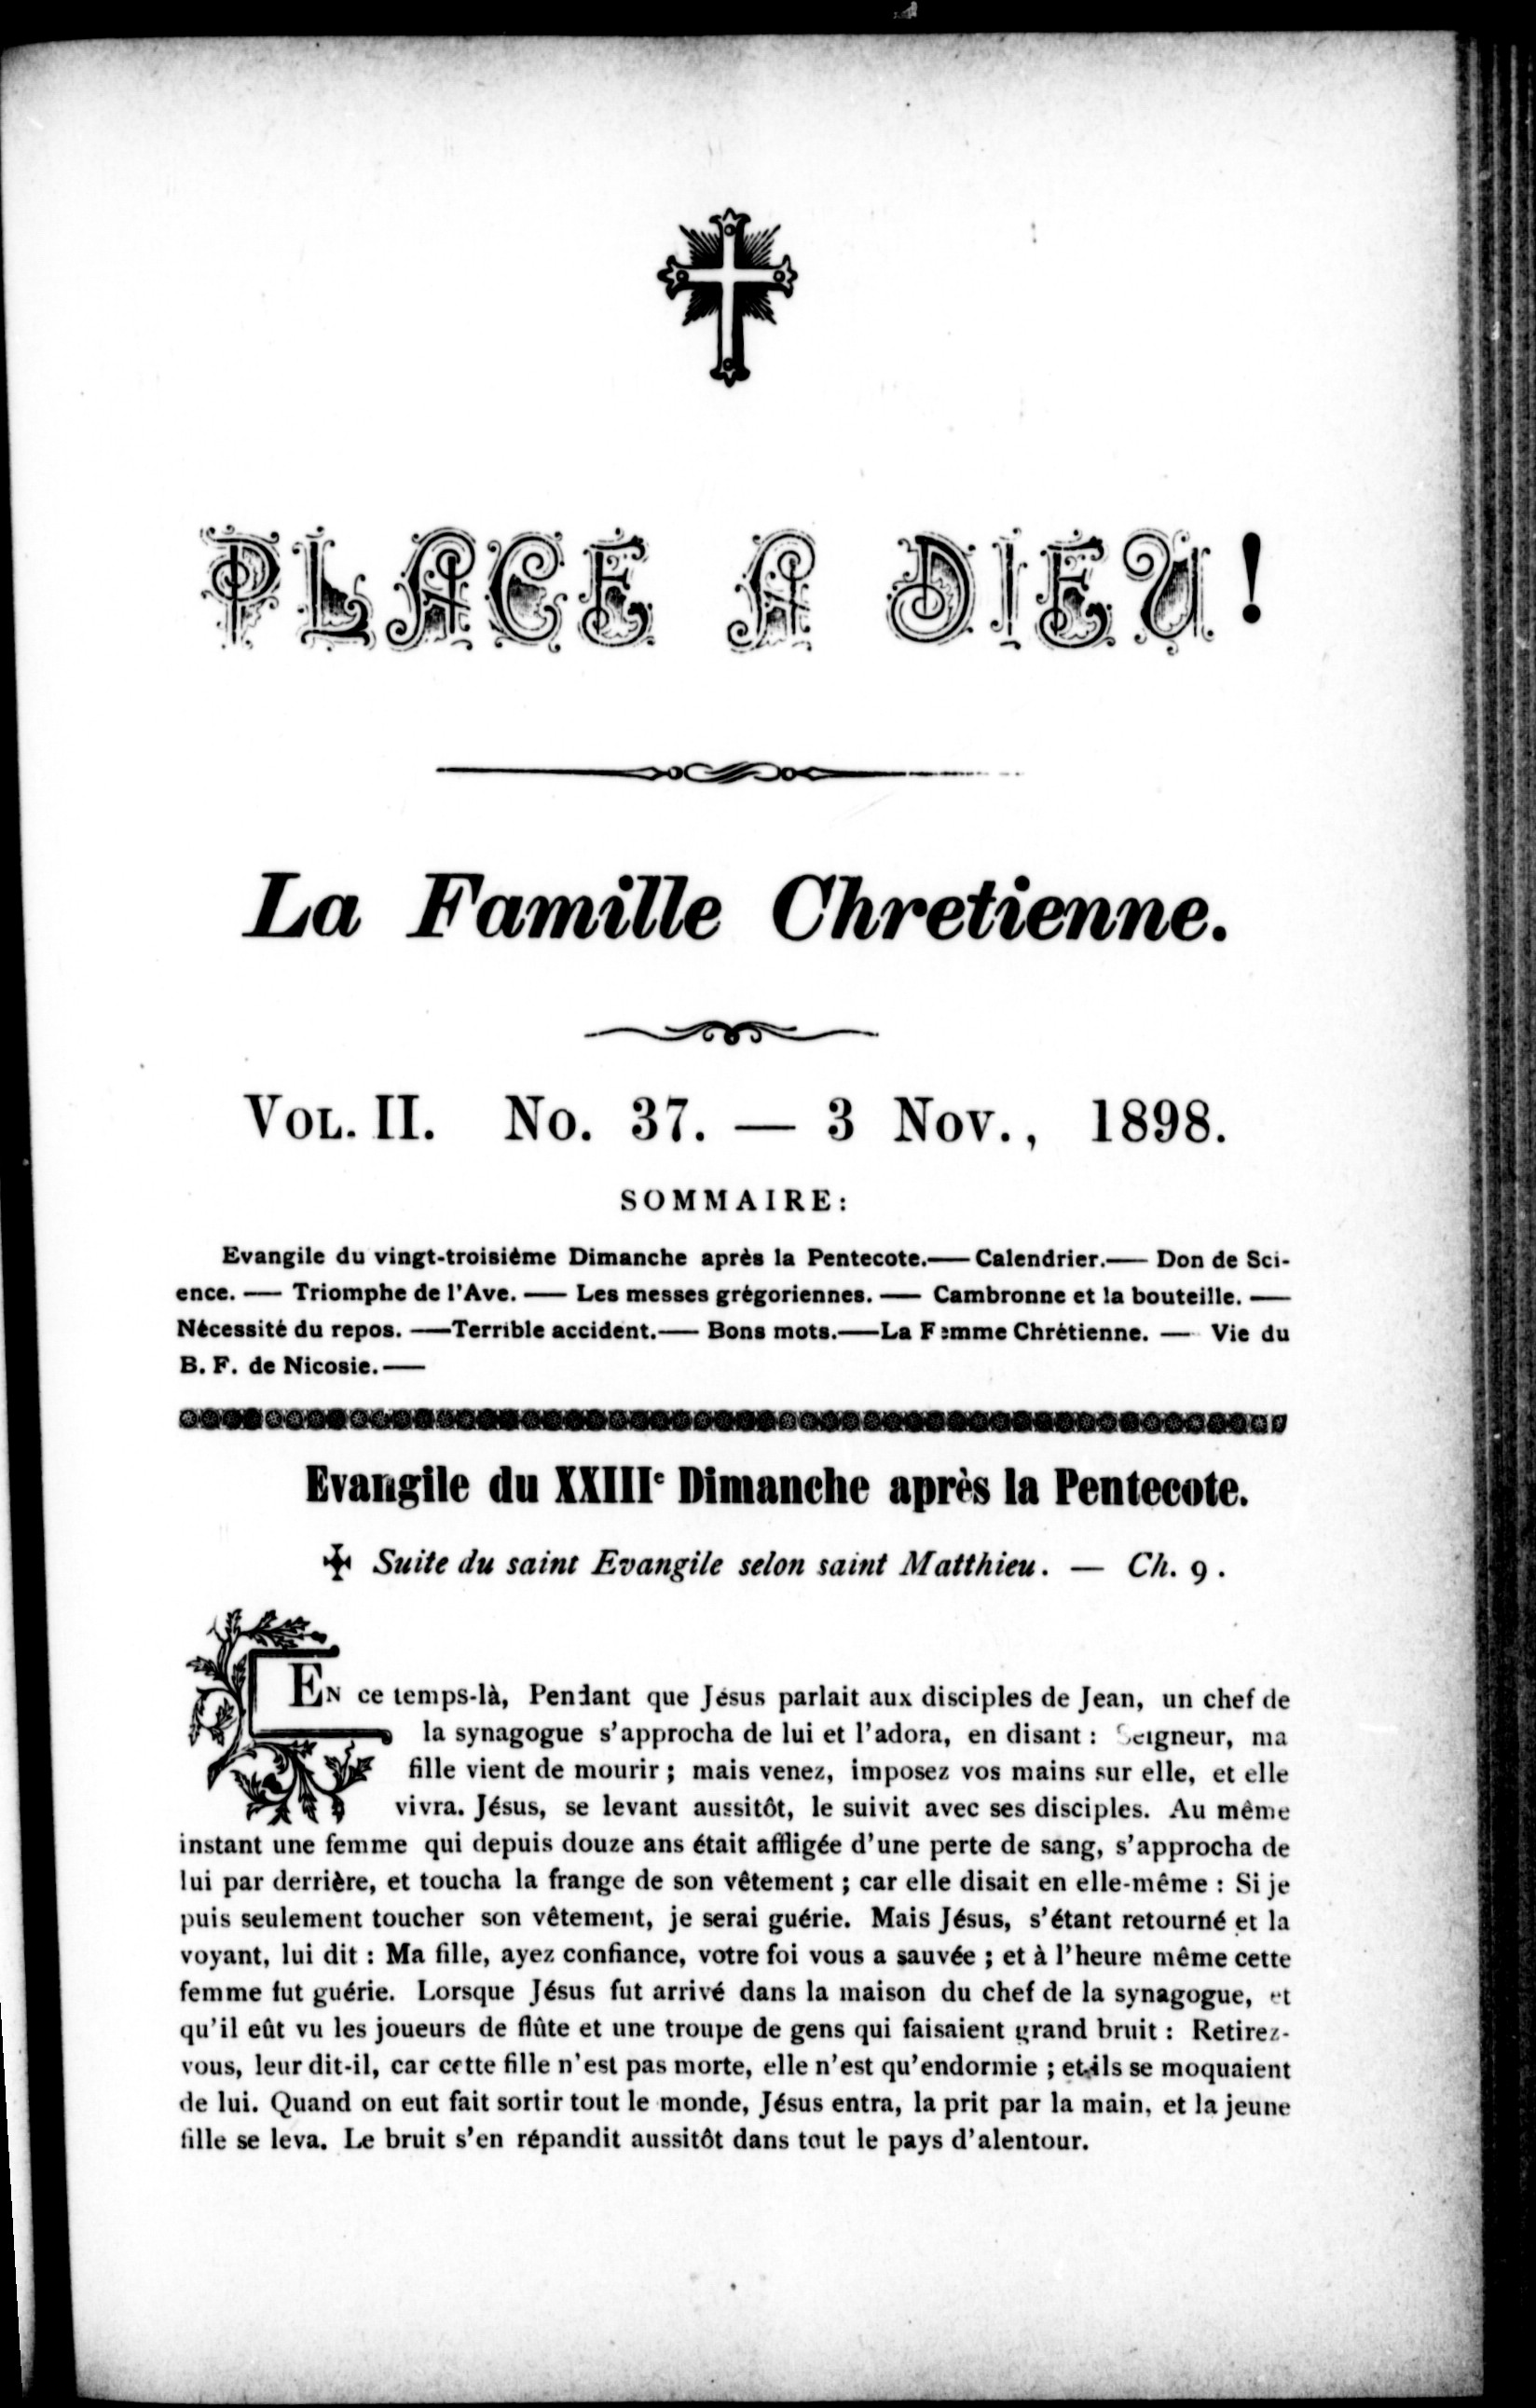 PLACE A DIEU!
La Famille Chretienne.
VOL. II. No. 37. — 3 Nov., 1898.
SOMMAIRE:
Evangile du vingt-troisième Dimanche après la Pentecote.— Calendrier.— Don de Sci-
ence. — Triomphe de l'Ave. — Les messes grégoriennes. — Cambronne et la bouteille. —
Nécessité du repos. —Terrible accident.— Bons mots.—La Femme Chrétienne. — Vie du
B. F. de Nicosie.—
Evangile du XXIIIe Dimanche après la Pentecote.
✠ Suite du saint Evangile selon saint Matthieu. — Ch. 9.
EN ce temps-là, Pendant que Jésus parlait aux disciples de Jean, un chef de
la synagogue s'approcha de lui et l'adora, en disant : Seigneur, ma
fille vient de mourir ; mais venez, imposez vos mains sur elle, et elle
vivra. Jésus, se levant aussitôt, le suivit avec ses disciples. Au même
instant une femme qui depuis douze ans était affligée d'une perte de sang, s'approcha de
lui par derrière, et toucha la frange de son vêtement ; car elle disait en elle-même : Si je
puis seulement toucher son vêtement, je serai guérie. Mais Jésus, s'étant retourné et la
voyant, lui dit : Ma fille, ayez confiance, votre foi vous a sauvée ; et à l'heure même cette
femme fut guérie. Lorsque Jésus fut arrivé dans la maison du chef de la synagogue, et
qu'il eût vu les joueurs de flûte et une troupe de gens qui faisaient grand bruit : Retirez-
vous, leur dit-il, car cette fille n'est pas morte, elle n'est qu'endormie ; et ils se moquaient
de lui. Quand on eut fait sortir tout le monde, Jésus entra, la prit par la main, et la jeune
fille se leva. Le bruit s'en répandit aussitôt dans tout le pays d'alentour.